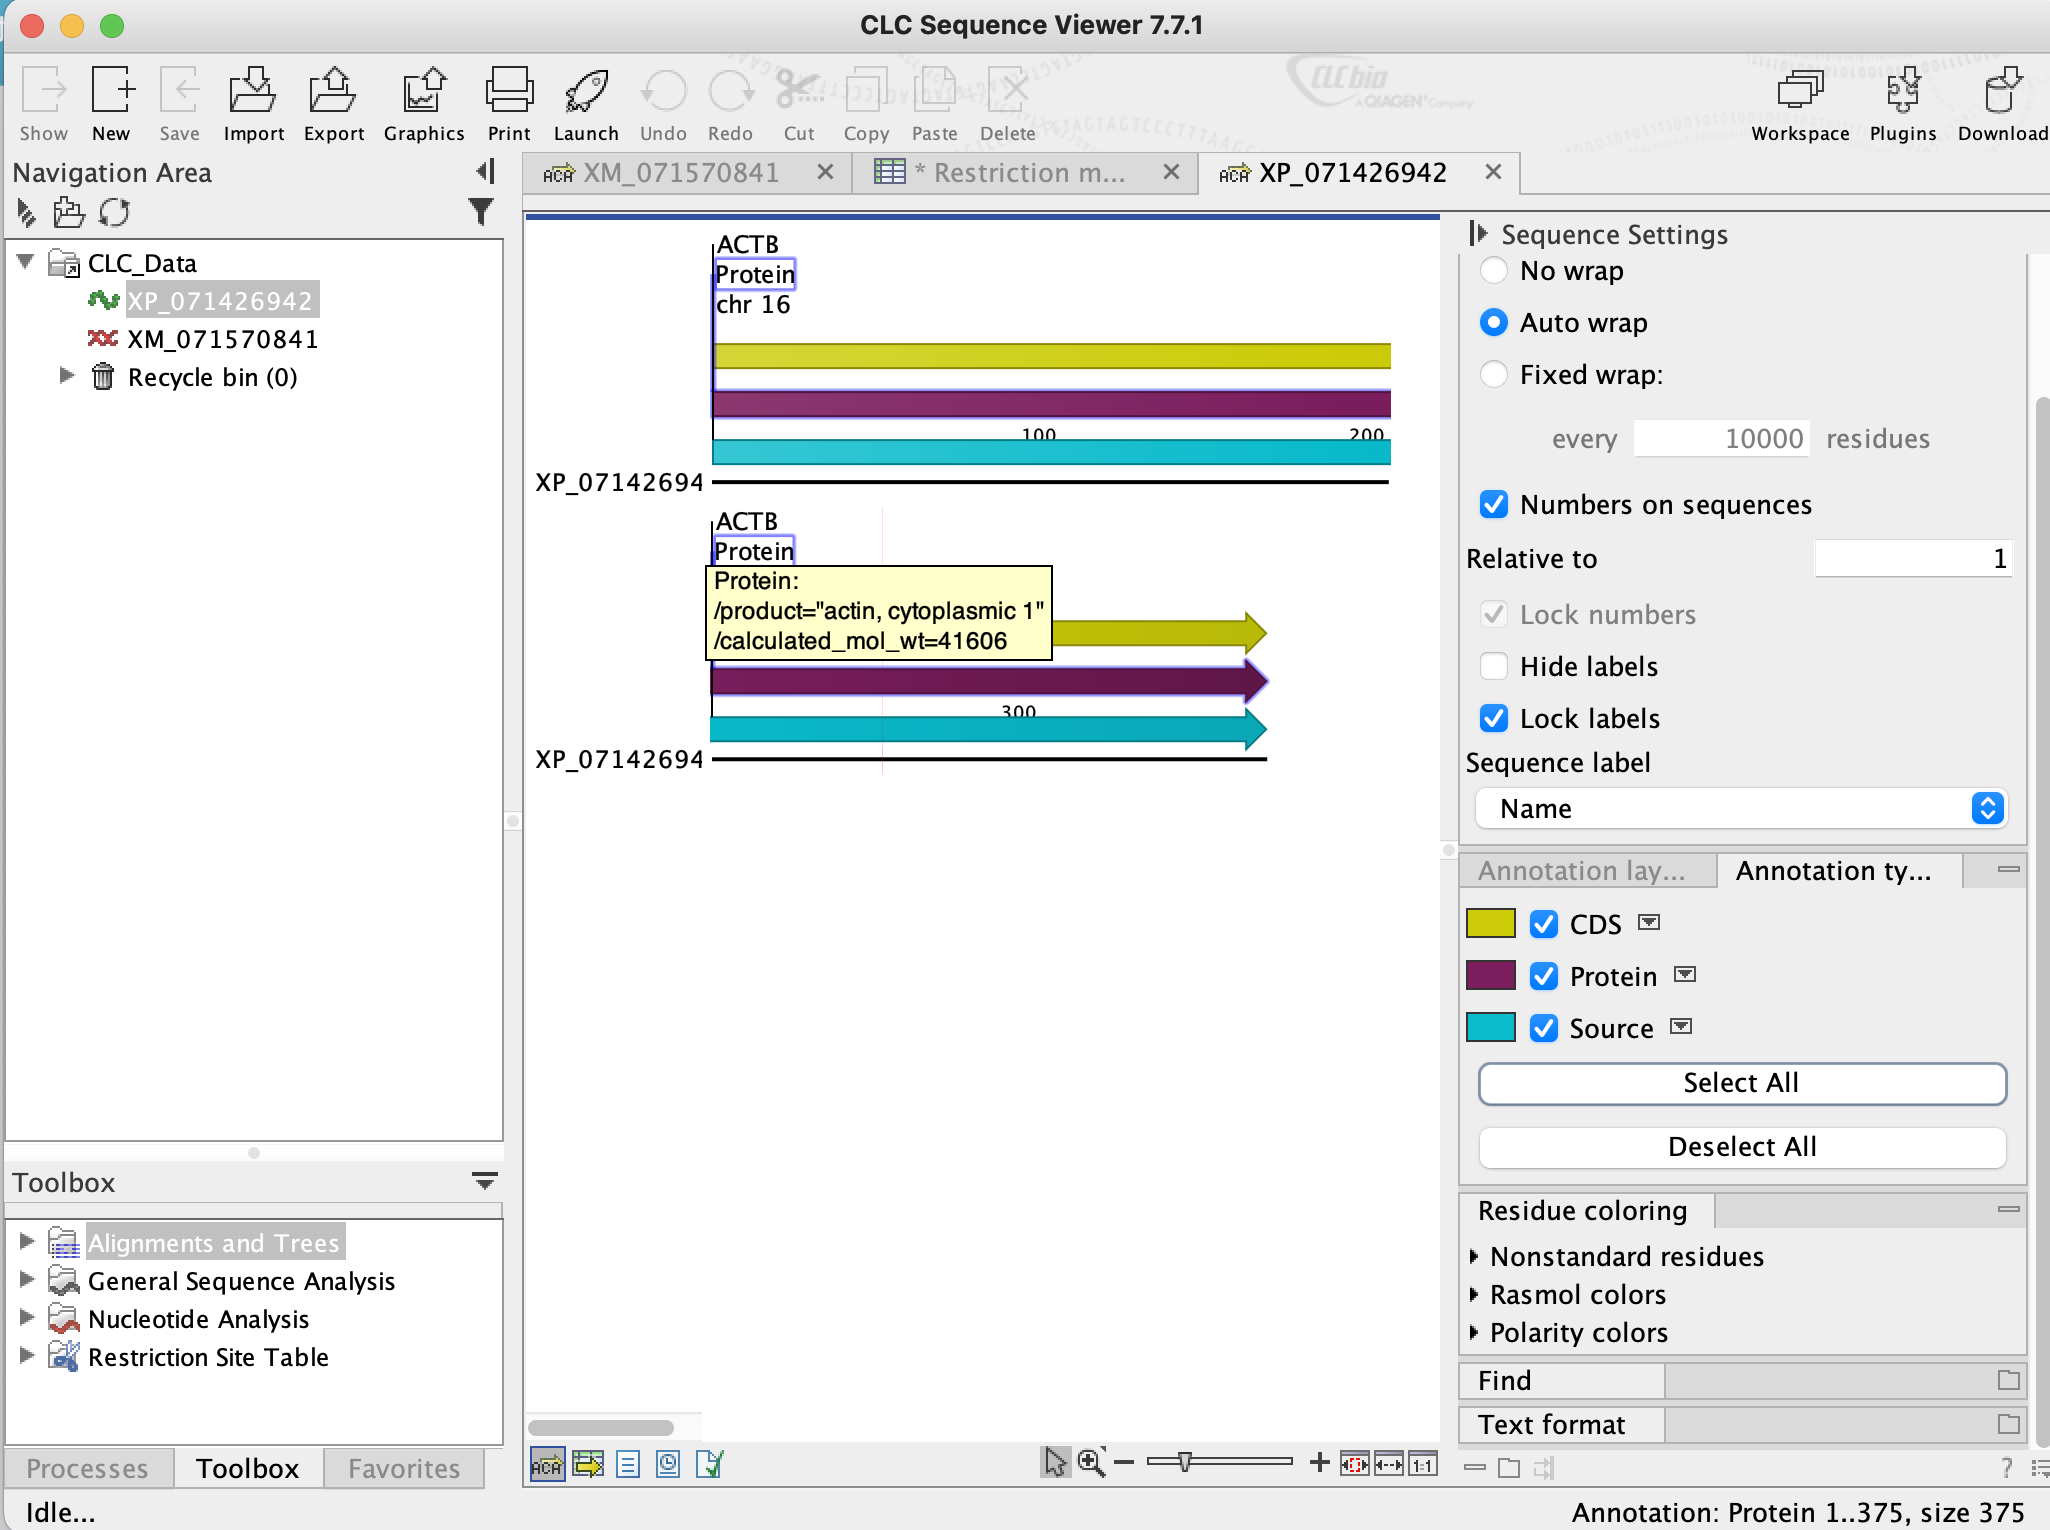 CLC Sequence Viewer 7.7.1
Show New Save Import Export Graphics Print Launch Undo Redo Cut Copy Paste Delete Workspace Plugins Download
CLCbio
A QIAGEN Company
Navigation Area
CLC_Data
XP_071426942
XM_071570841
Recycle bin (0)
Toolbox
Alignments and Trees
General Sequence Analysis
Nucleotide Analysis
Restriction Site Table
Processes Toolbox Favorites
Idle...
XM_071570841 * Restriction m... XP_071426942
ACTB
Protein
chr 16
100 200
XP_07142694
ACTB
Protein
Protein:
/product="actin, cytoplasmic 1"
/calculated_mol_wt=41606
300
XP_07142694
Sequence Settings
No wrap
Auto wrap
Fixed wrap:
every 10000 residues
Numbers on sequences
Relative to 1
Lock numbers
Hide labels
Lock labels
Sequence label
Name
Annotation lay... Annotation ty...
CDS
Protein
Source
Select All
Deselect All
Residue coloring
Nonstandard residues
Rasmol colors
Polarity colors
Find
Text format
Annotation: Protein 1..375, size 375